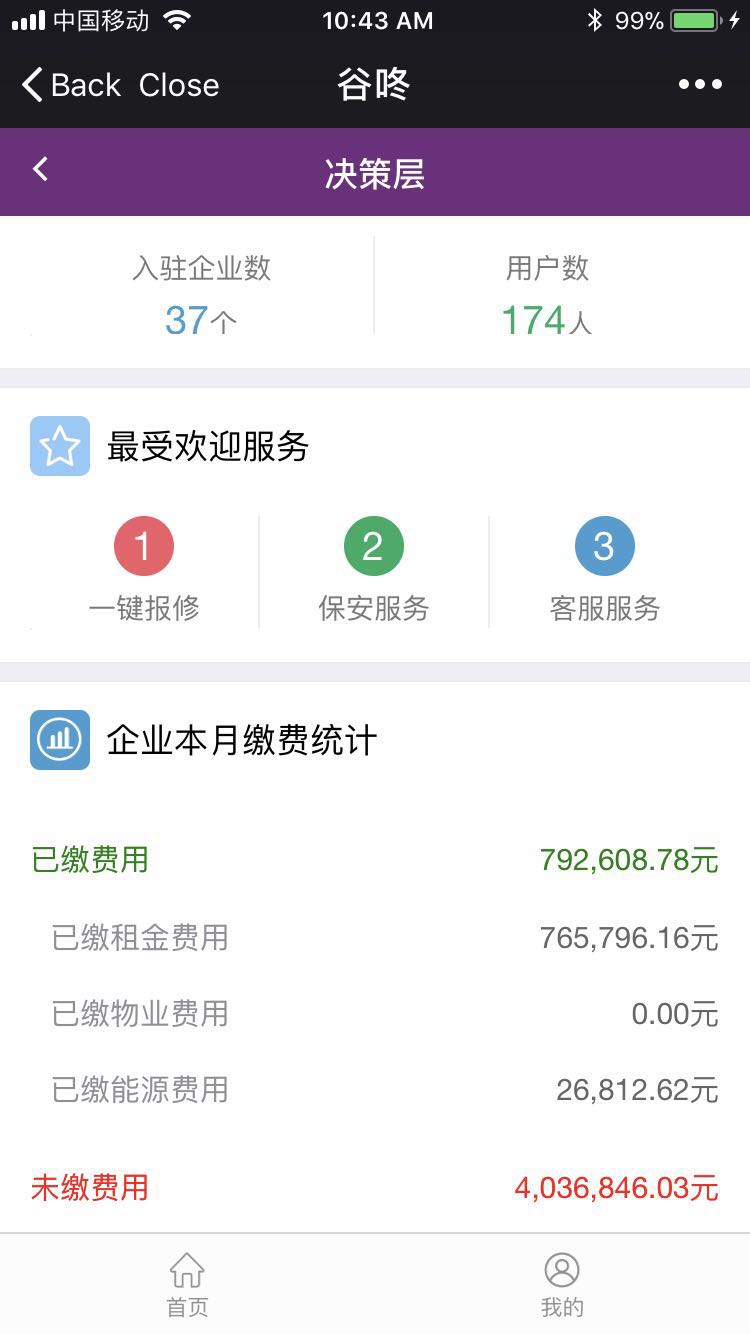 中国移动 10:43 AM 99%
Back Close 谷咚
决策层
入驻企业数 用户数
37个 174人
最受欢迎服务
1 2 3
一键报修 保安服务 客服服务
企业本月缴费统计
已缴费用 792,608.78元
已缴租金费用 765,796.16元
已缴物业费用 0.00元
已缴能源费用 26,812.62元
未缴费用 4,036,846.03元
首页 我的